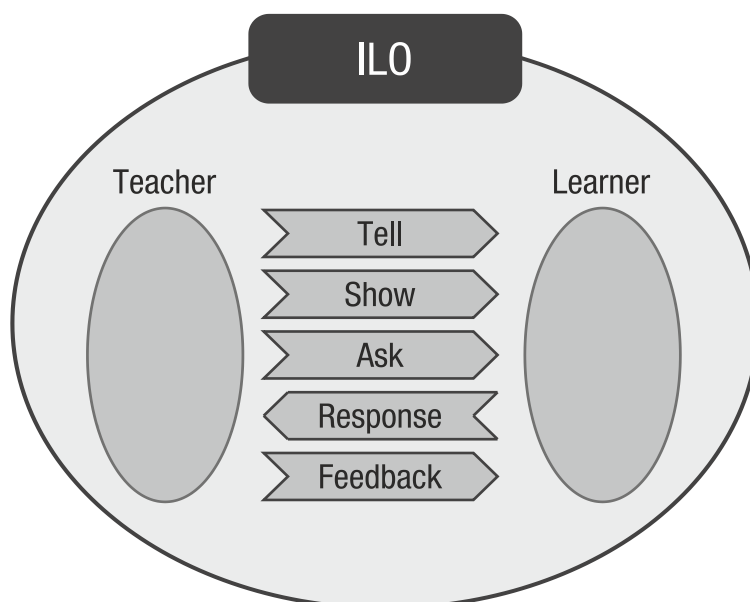 ILO
Teacher
Learner
Tell
Show
Ask
Response
Feedback